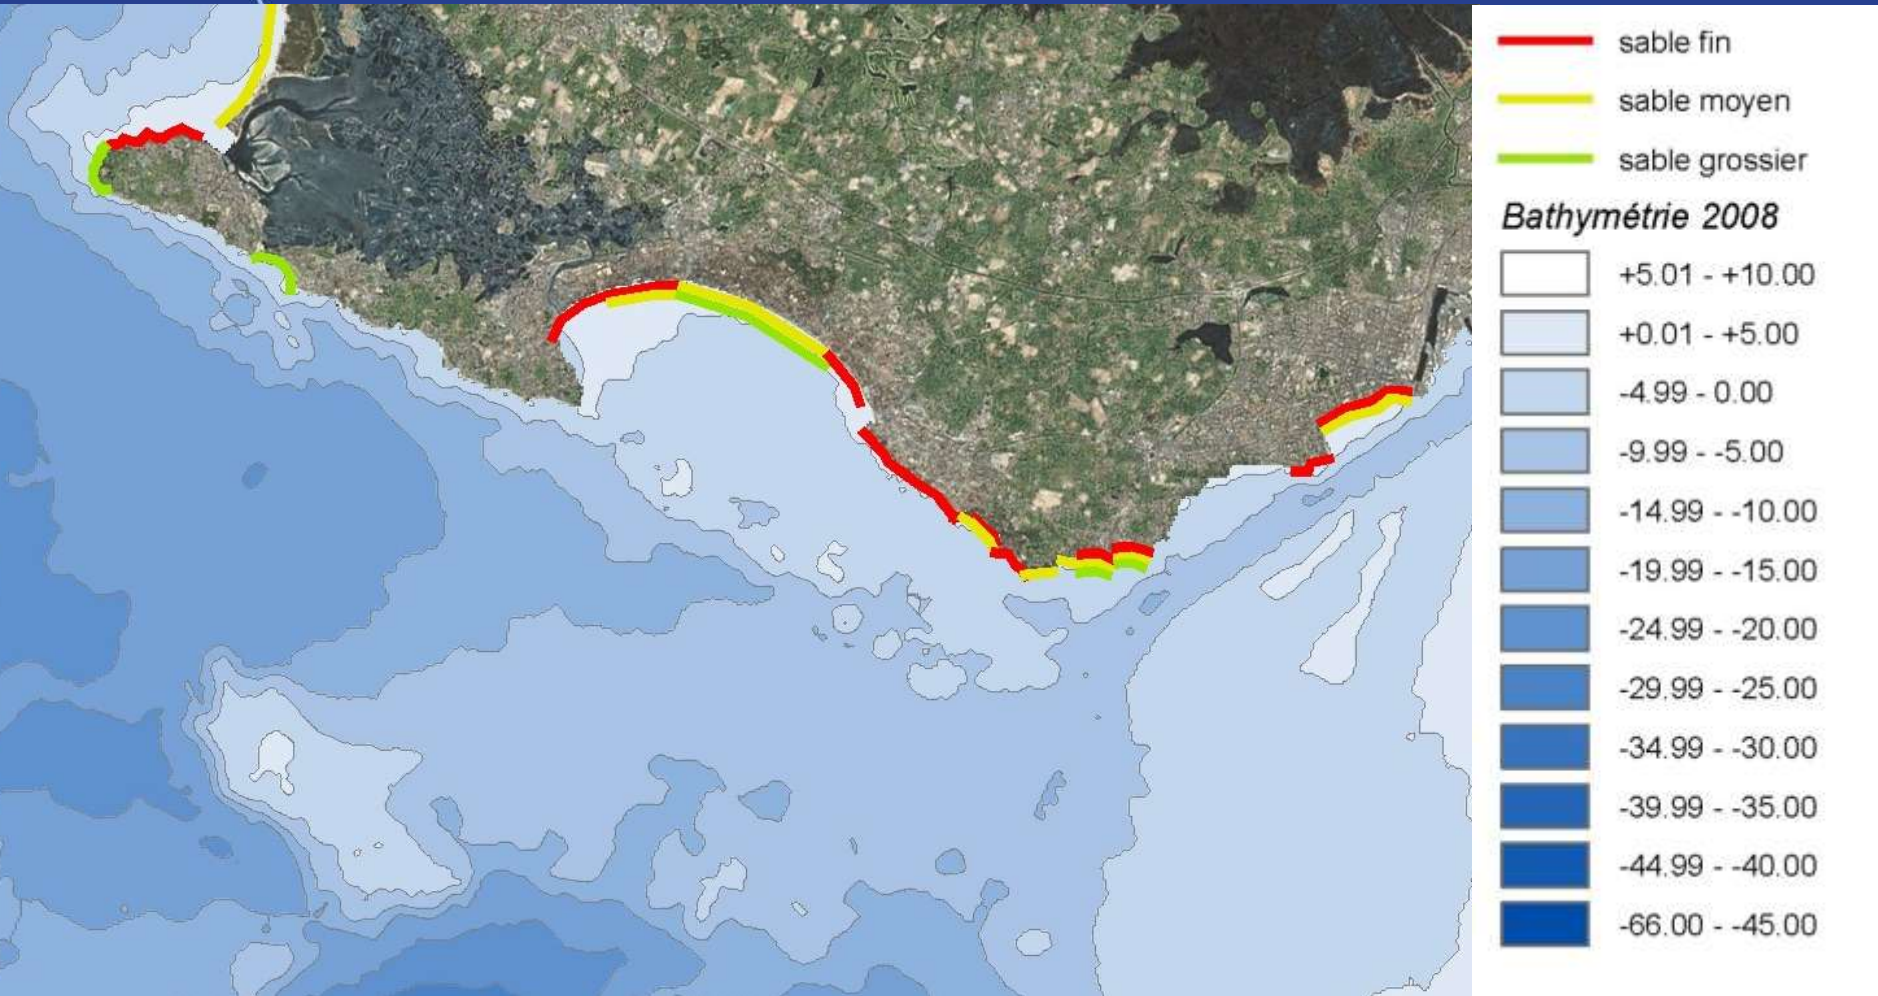 sable fin
sable moyen
sable grossier
Bathymétrie 2008
+5.01 - +10.00
+0.01 - +5.00
-4.99 - 0.00
-9.99 - -5.00
-14.99 - -10.00
-19.99 - -15.00
-24.99 - -20.00
-29.99 - -25.00
-34.99 - -30.00
-39.99 - -35.00
-44.99 - -40.00
-66.00 - -45.00